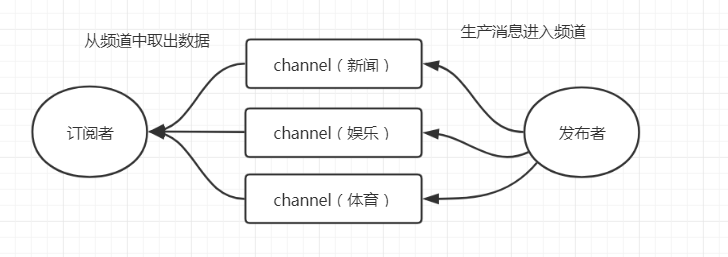 从频道中取出数据
生产消息进入频道
channel（新闻）
订阅者
channel（娱乐）
发布者
channel（体育）